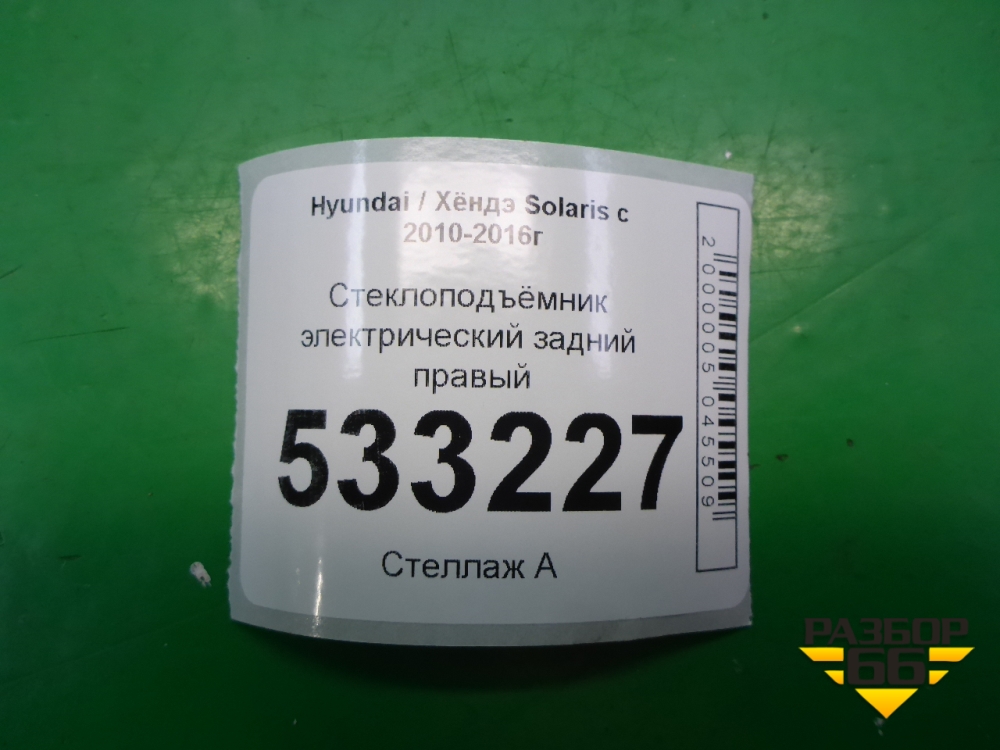 Hyundai / Хёндэ Solaris с
2010-2016г
Стеклоподъёмник
электрический задний
правый
533227
Стеллаж А
2000005045509
РАЗБОР
66